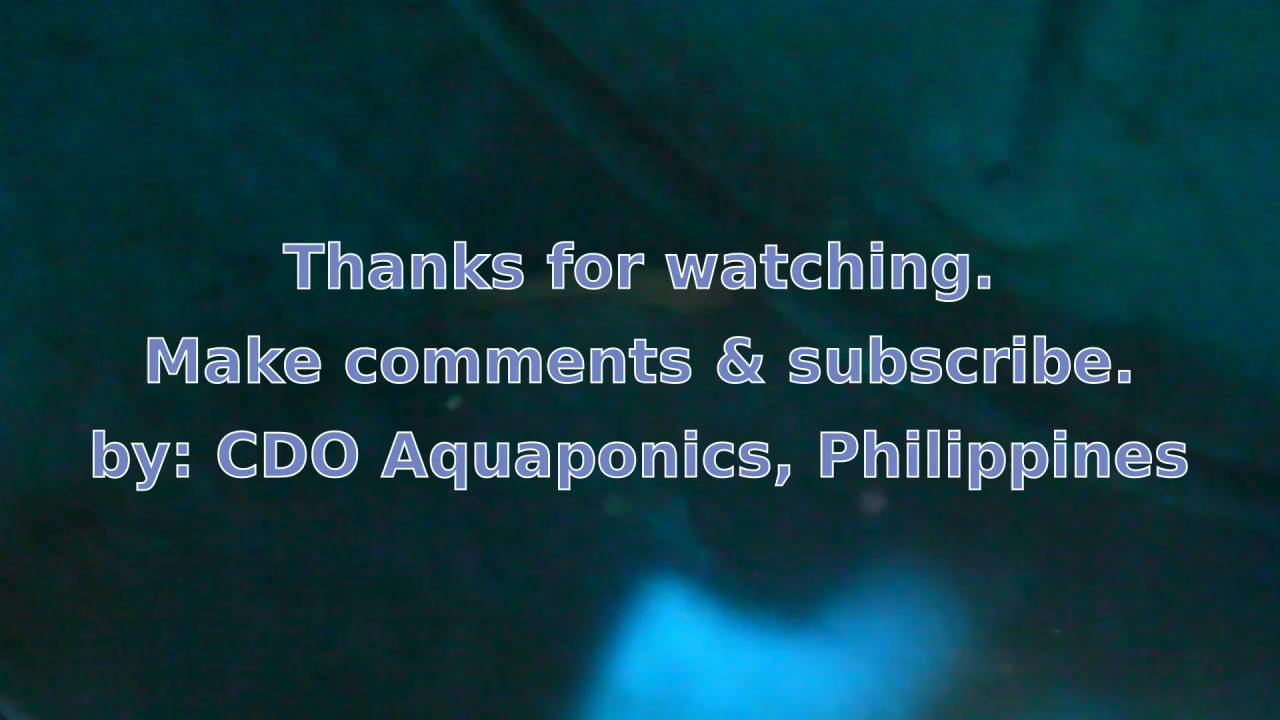 Thanks for watching.
Make comments & subscribe.
by: CDO Aquaponics, Philippines